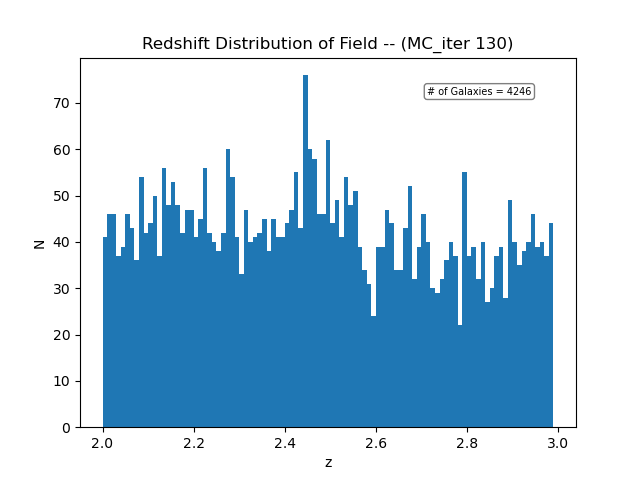 Redshift Distribution of Field -- (MC_iter 130)
# of Galaxies = 4246
70
60
50
40
30
20
10
0
N
2.0 2.2 2.4 2.6 2.8 3.0
z